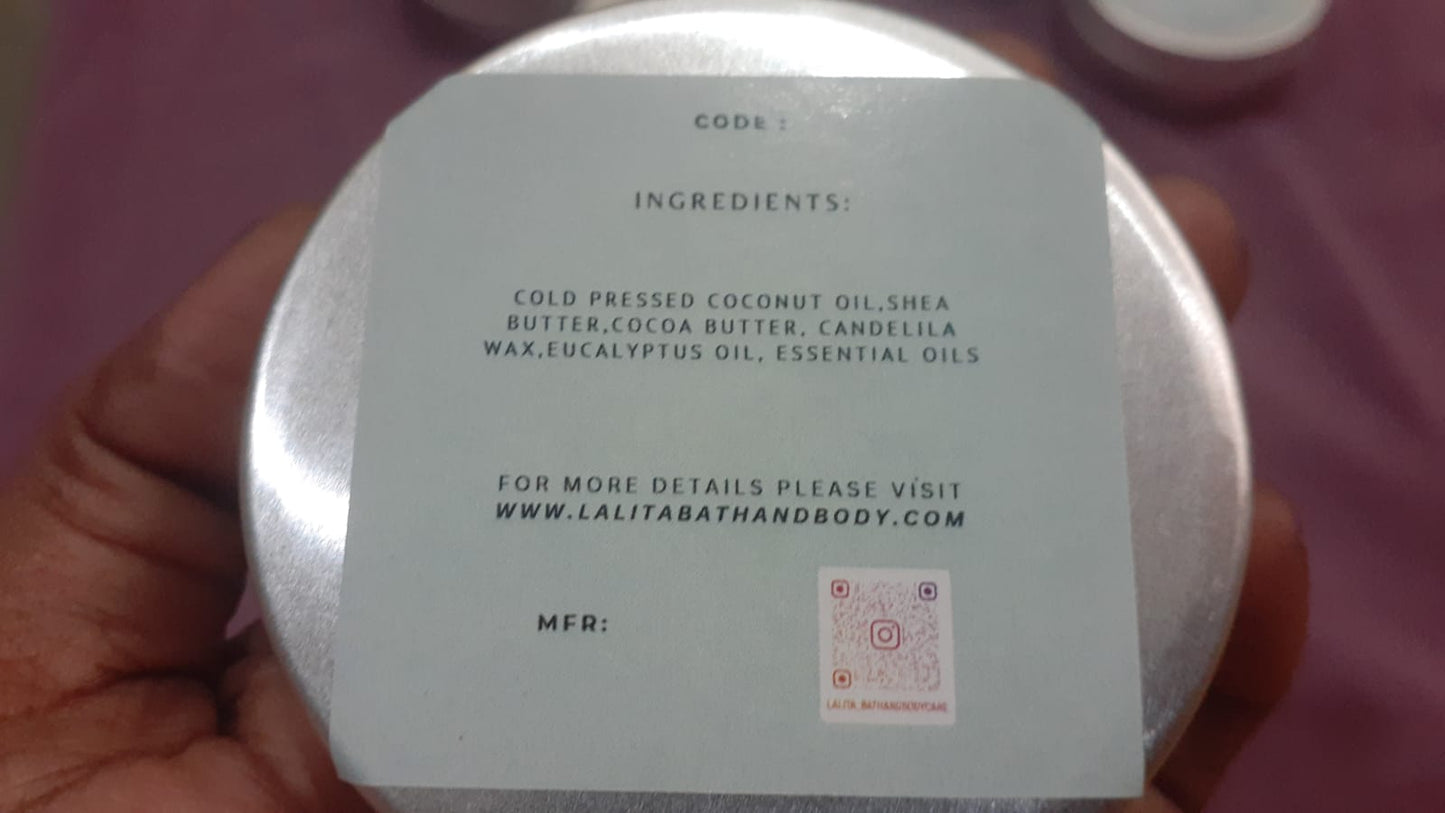 CODE :
INGREDIENTS:
COLD PRESSED COCONUT OIL,SHEA
BUTTER,COCOA BUTTER, CANDELILA
WAX,EUCALYPTUS OIL, ESSENTIAL OILS
FOR MORE DETAILS PLEASE VISIT
WWW.LALITABATHANDBODY.COM
MFR:
LALITA_BATHANDBODYCARE